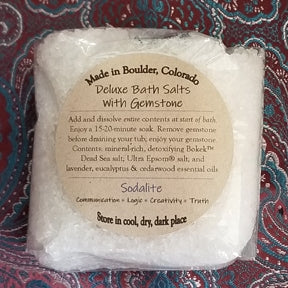 Made in Boulder, Colorado
Deluxe Bath Salts
with Gemstone
Add and dissolve entire contents at start of bath.
Enjoy a 15-20-minute soak. Remove gemstone
before draining your tub; enjoy your gemstone.
Contents: mineral-rich, detoxifying Bokek™
Dead Sea salt; Ultra Epsom® salt; and
lavender, eucalyptus & cedarwood essential oils.
Sodalite
Communication • Logic • Creativity • Truth
Store in cool, dry, dark place